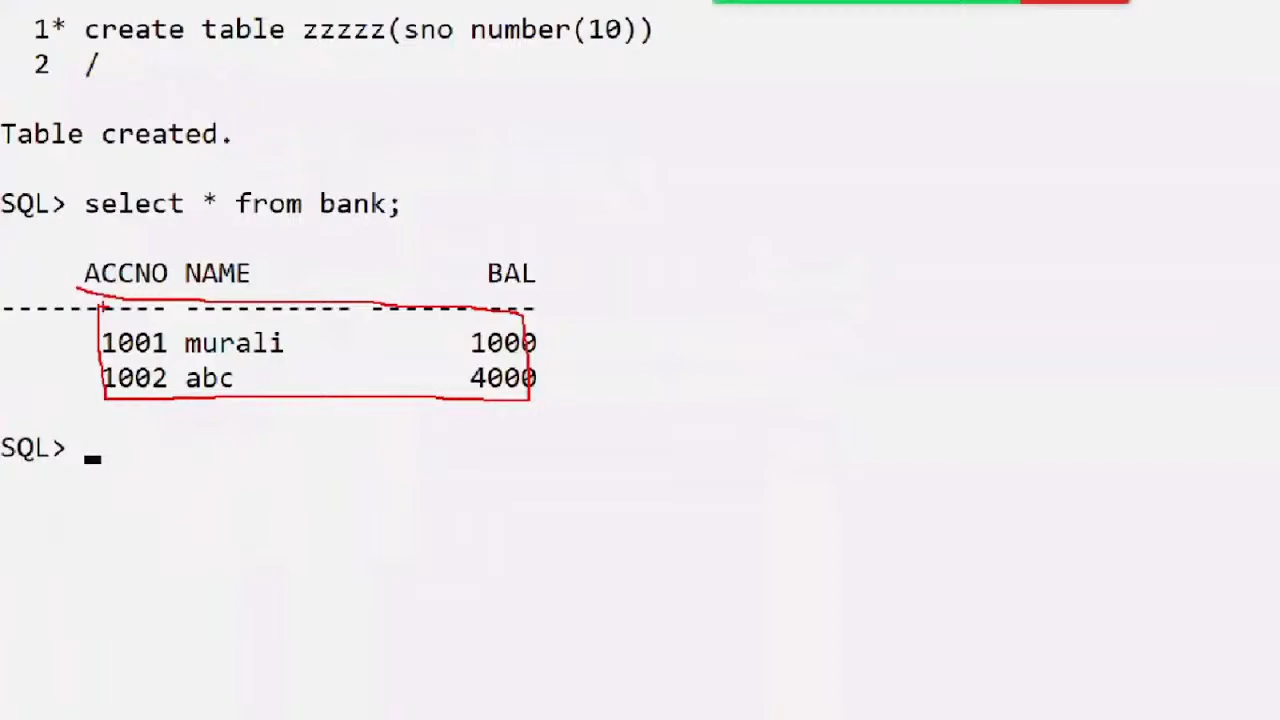 1* create table zzzzz(sno number(10))
2 /
Table created.
SQL> select * from bank;
ACCNO NAME BAL
---------- ---------- ----------
1001 murali 1000
1002 abc 4000
SQL>